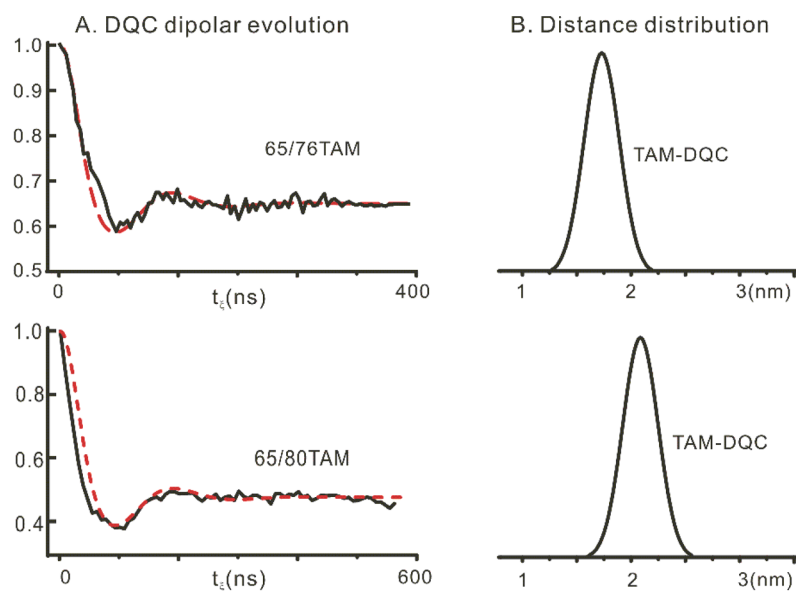 A. DQC dipolar evolution
B. Distance distribution
1.0
0.9
0.8
0.7
0.6
0.5
65/76TAM
0
400
tξ(ns)
TAM-DQC
1
2
3(nm)
1.0
0.8
0.6
0.4
65/80TAM
0
600
tξ(ns)
TAM-DQC
1
2
3(nm)